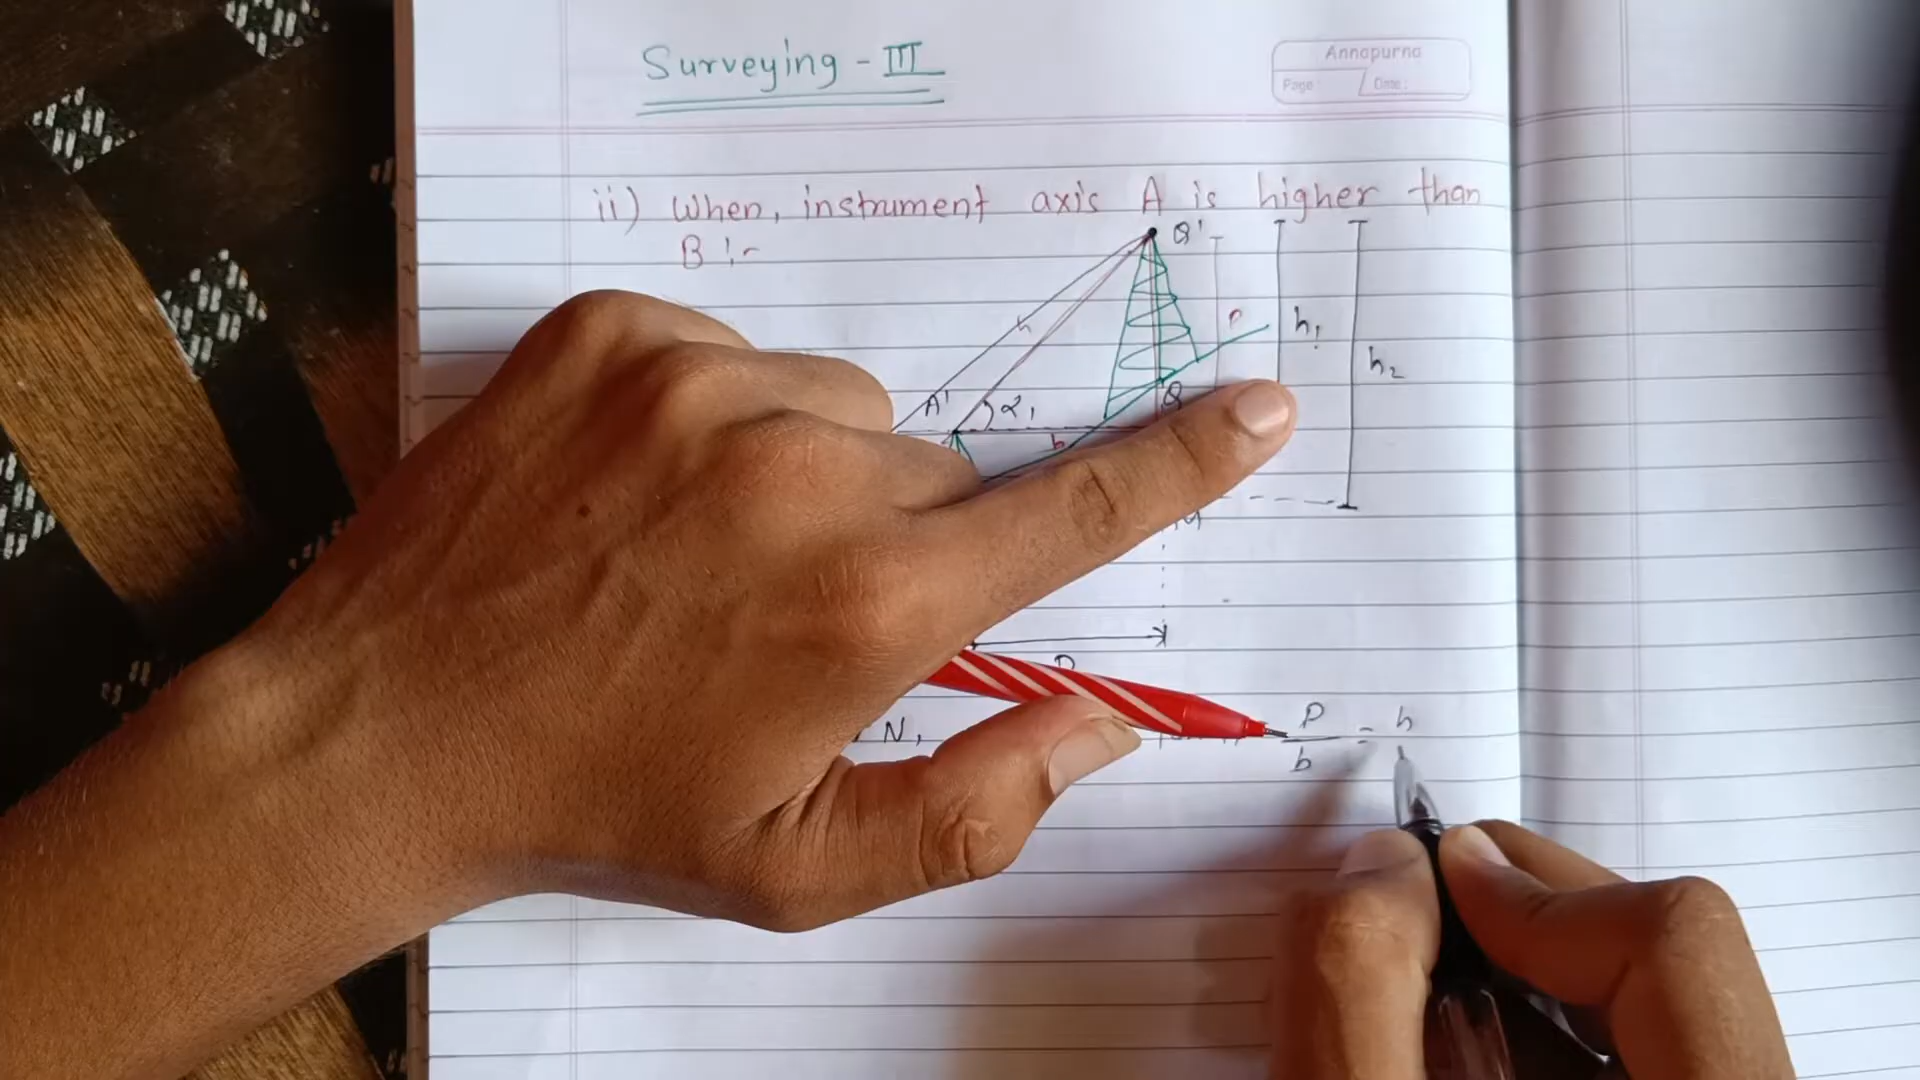 Surveying - III
Annapurna
Page: Date:
ii) When, instrument axis A is higher than
B :-
Q'
h
P
h₁
h₂
A'
α₁
Q
b
D
N,
P/b = h